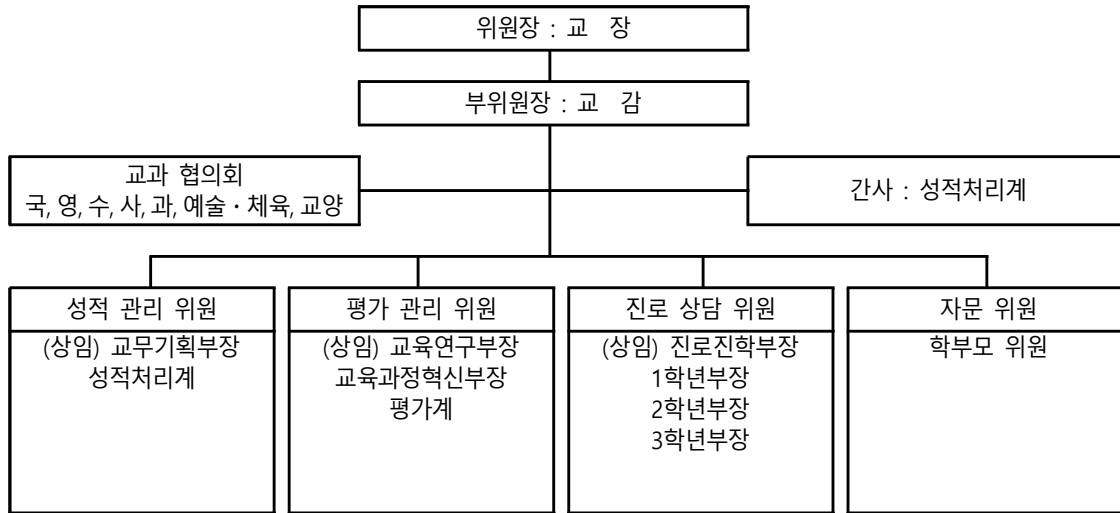 위원장 : 교 장
부위원장 : 교 감
교과 협의회
국, 영, 수, 사, 과, 예술·체육, 교양
간사 : 성적처리계
성적 관리 위원
(상임) 교무기획부장
성적처리계
평가 관리 위원
(상임) 교육연구부장
교육과정혁신부장
평가계
진로 상담 위원
(상임) 진로진학부장
1학년부장
2학년부장
3학년부장
자문 위원
학부모 위원